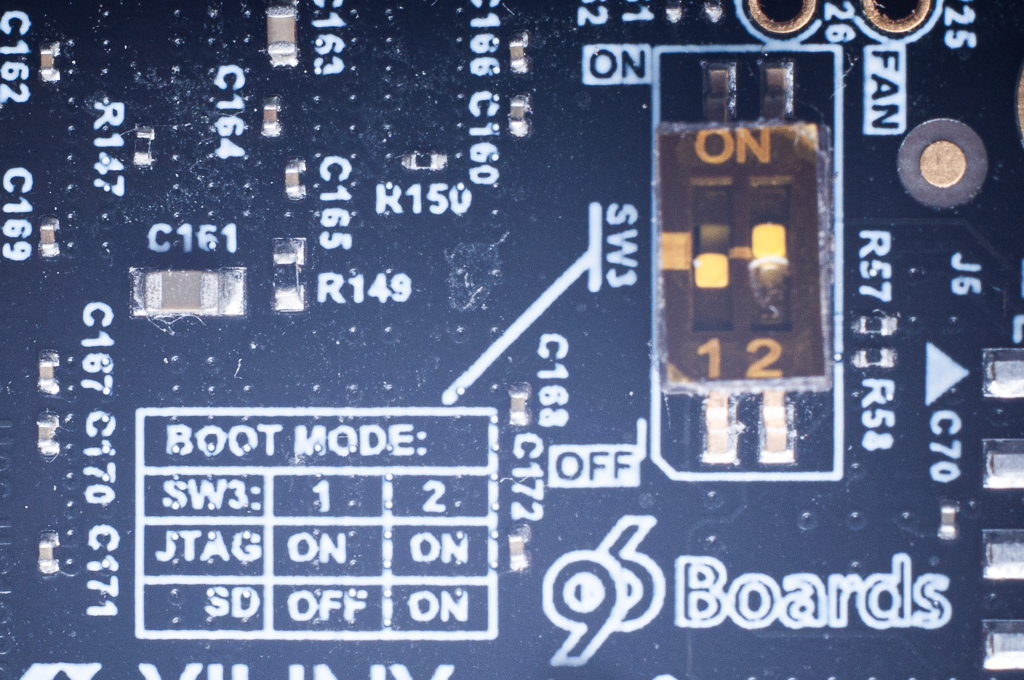 C162
C163
C166
26
25
ON
FAN
C164
R147
C160
C165
R150
C169
C161
SW3
ON
1 2
R149
R57
J5
C167
C168
R58
C170
C70
BOOT MODE:
SW3: 1 2
JTAG ON ON
SD OFF ON
OFF
C172
C171
96Boards